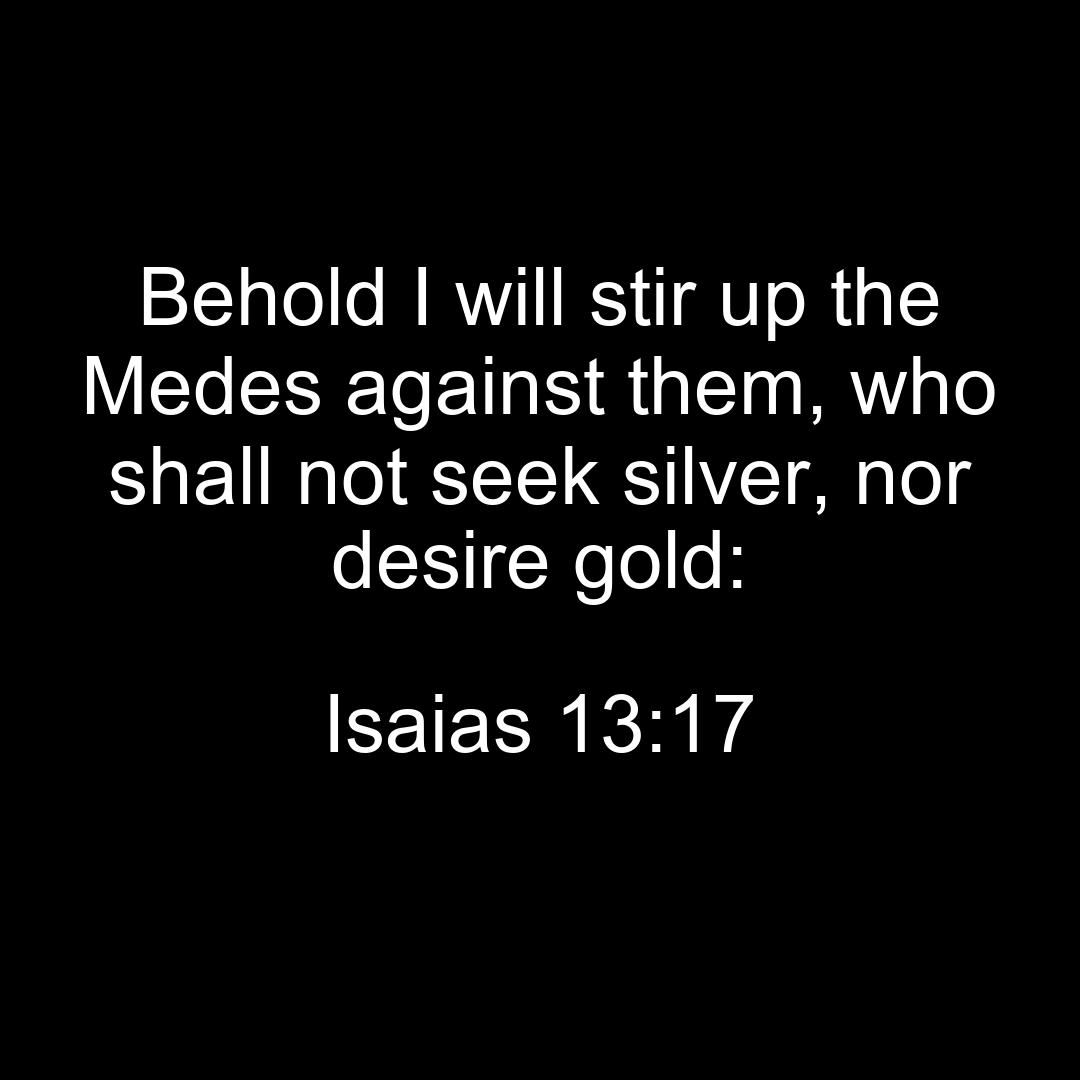 Behold I will stir up the
Medes against them, who
shall not seek silver, nor
desire gold:
Isaias 13:17